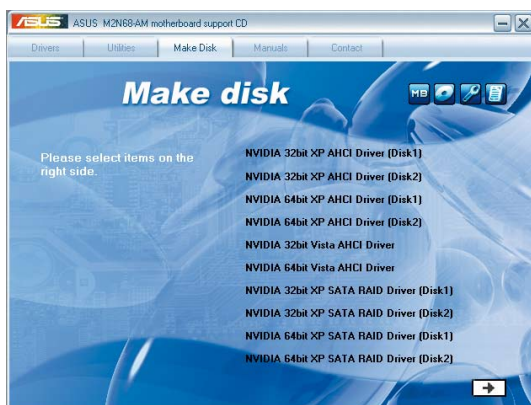 ASUS M2N68-AM motherboard support CD
Drivers Utilities Make Disk Manuals Contact
Make disk
MB
Please select items on the
right side.
NVIDIA 32bit XP AHCI Driver (Disk1)
NVIDIA 32bit XP AHCI Driver (Disk2)
NVIDIA 64bit XP AHCI Driver (Disk1)
NVIDIA 64bit XP AHCI Driver (Disk2)
NVIDIA 32bit Vista AHCI Driver
NVIDIA 64bit Vista AHCI Driver
NVIDIA 32bit XP SATA RAID Driver (Disk1)
NVIDIA 32bit XP SATA RAID Driver (Disk2)
NVIDIA 64bit XP SATA RAID Driver (Disk1)
NVIDIA 64bit XP SATA RAID Driver (Disk2)